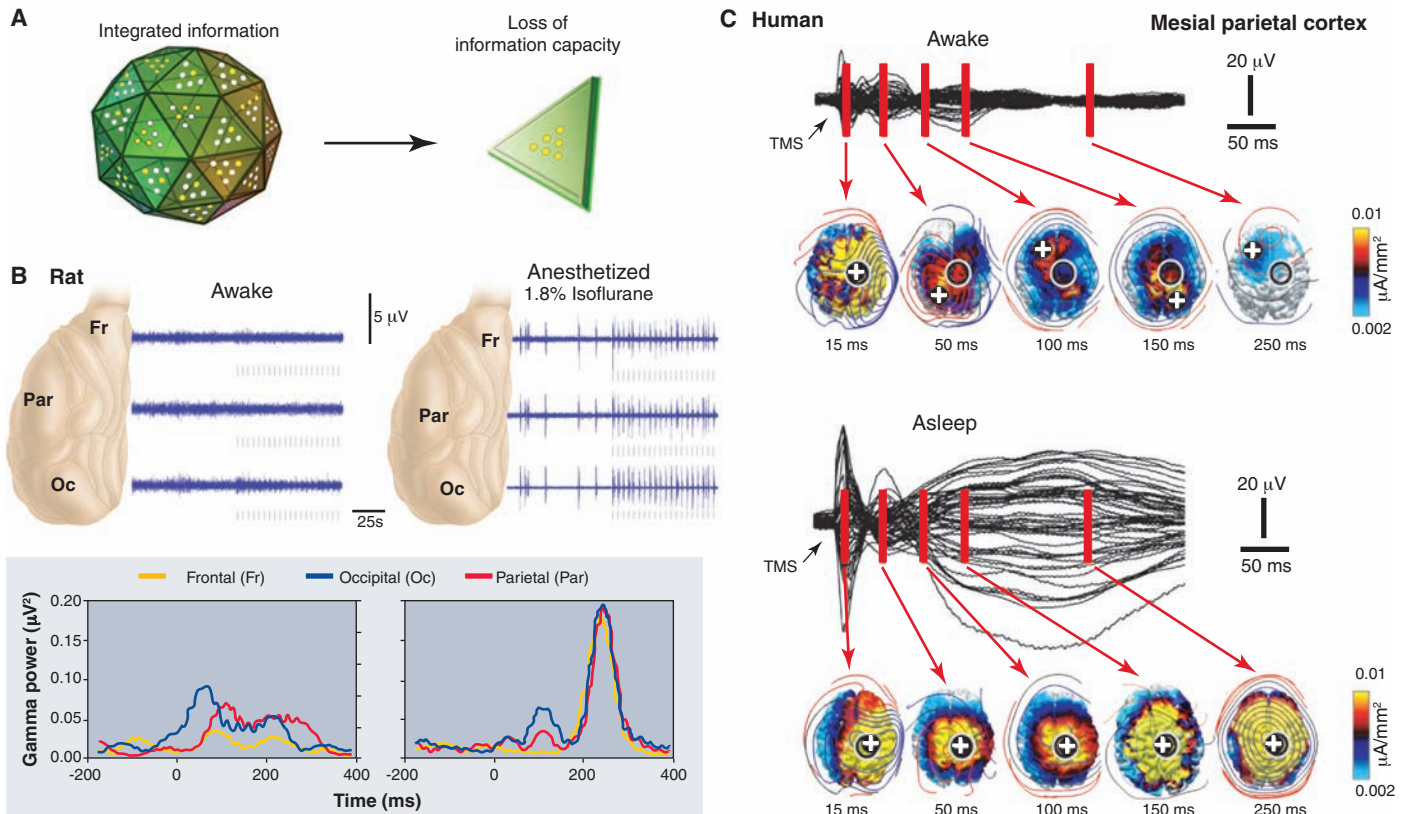 A
Integrated information
Loss of
information capacity
B Rat
Awake
Anesthetized
1.8% Isoflurane
5 μV
Fr
Par
Oc
Fr
Par
Oc
25s
Frontal (Fr)
Occipital (Oc)
Parietal (Par)
Gamma power (μV²)
0.20
0.15
0.10
0.05
0.00
-200
0
200
400
-200
0
200
400
Time (ms)
C Human
Mesial parietal cortex
Awake
20 μV
50 ms
TMS
0.01
μA/mm²
0.002
15 ms
50 ms
100 ms
150 ms
250 ms
Asleep
20 μV
50 ms
TMS
0.01
μA/mm²
0.002
15 ms
50 ms
100 ms
150 ms
250 ms